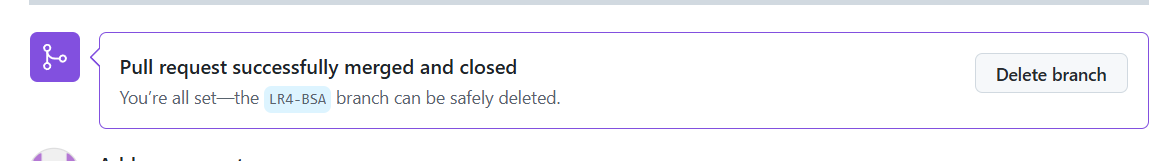 Pull request successfully merged and closed
You’re all set—the LR4-BSA branch can be safely deleted.
Delete branch